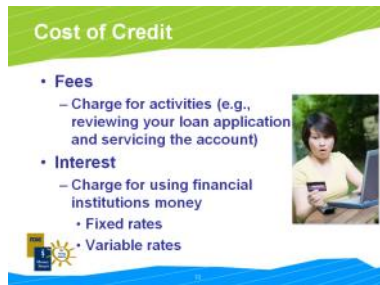 Cost of Credit
• Fees
– Charge for activities (e.g.,
reviewing your loan application
and servicing the account)
• Interest
– Charge for using financial
institutions money
• Fixed rates
• Variable rates